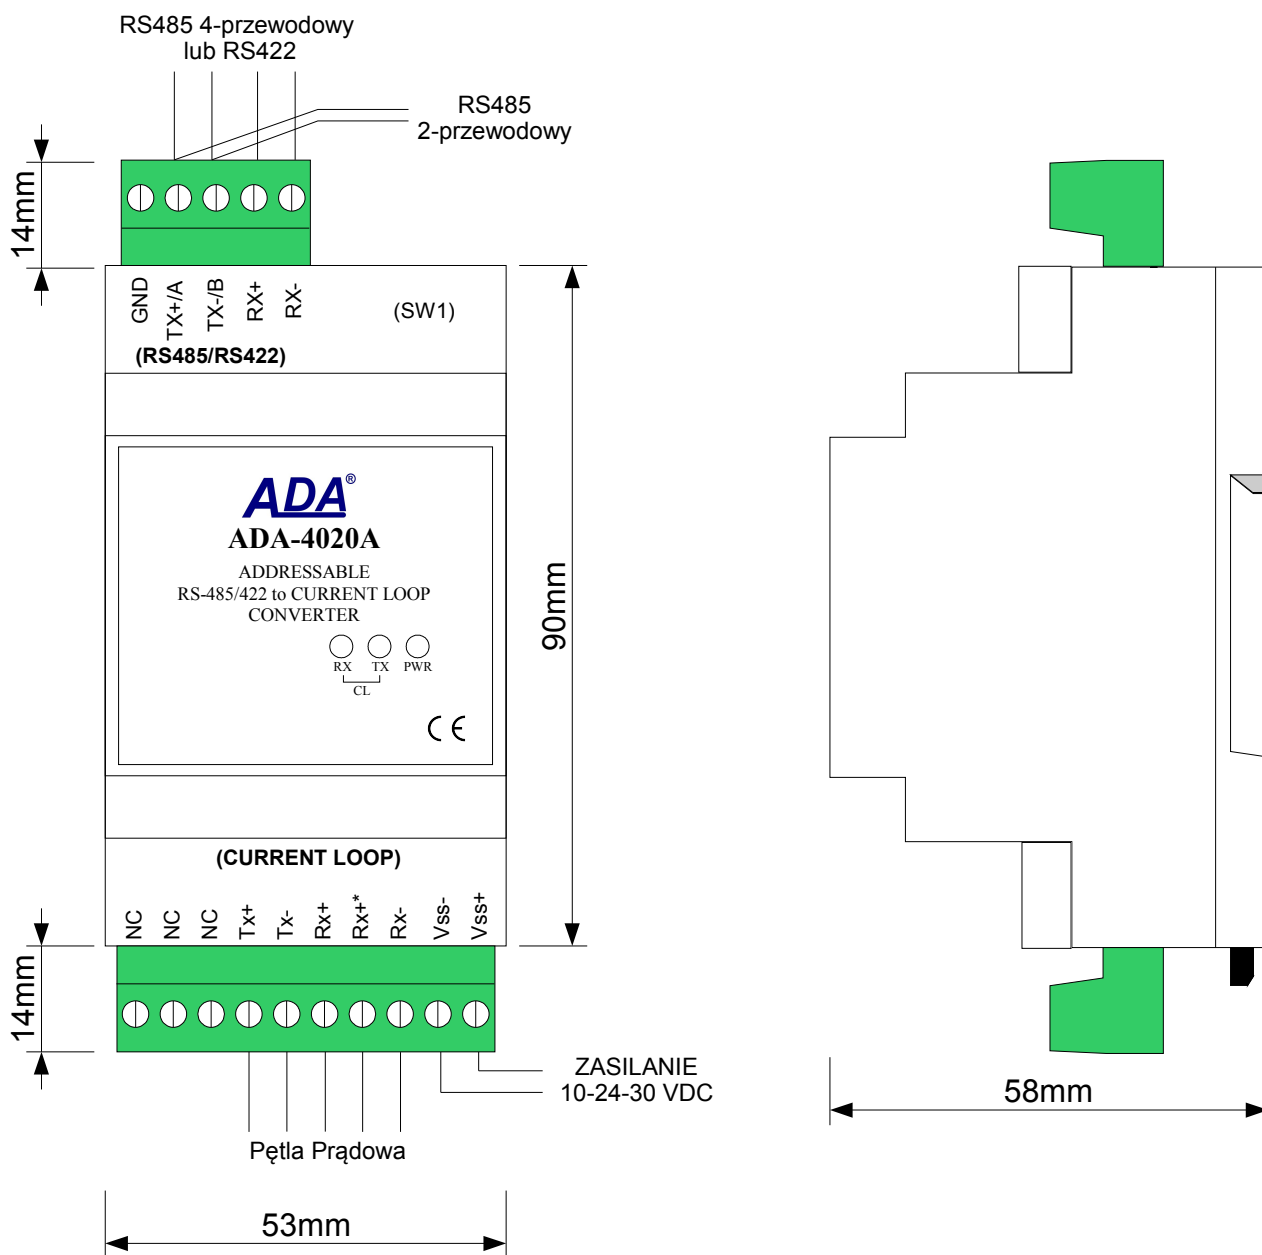 RS485 4-przewodowy
lub RS422
RS485
2-przewodowy
14mm
GND
TX+/A
TX-/B
RX+
RX-
(SW1)
(RS485/RS422)
ADA®
ADA-4020A
ADDRESSABLE
RS-485/422 to CURRENT LOOP
CONVERTER
RX TX PWR
CL
CE
90mm
(CURRENT LOOP)
NC
NC
NC
Tx+
Tx-
Rx+
Rx+*
Rx-
Vss-
Vss+
14mm
ZASILANIE
10-24-30 VDC
Pętla Prądowa
53mm
58mm